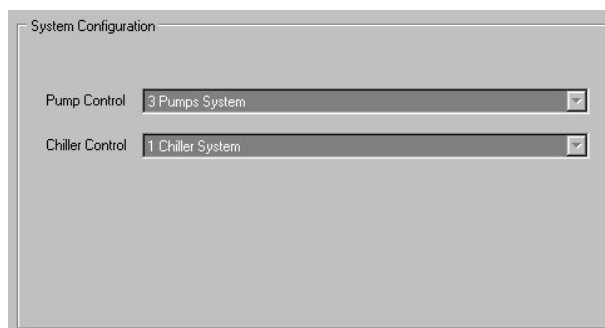 System Configuration
Pump Control 3 Pumps System
Chiller Control 1 Chiller System